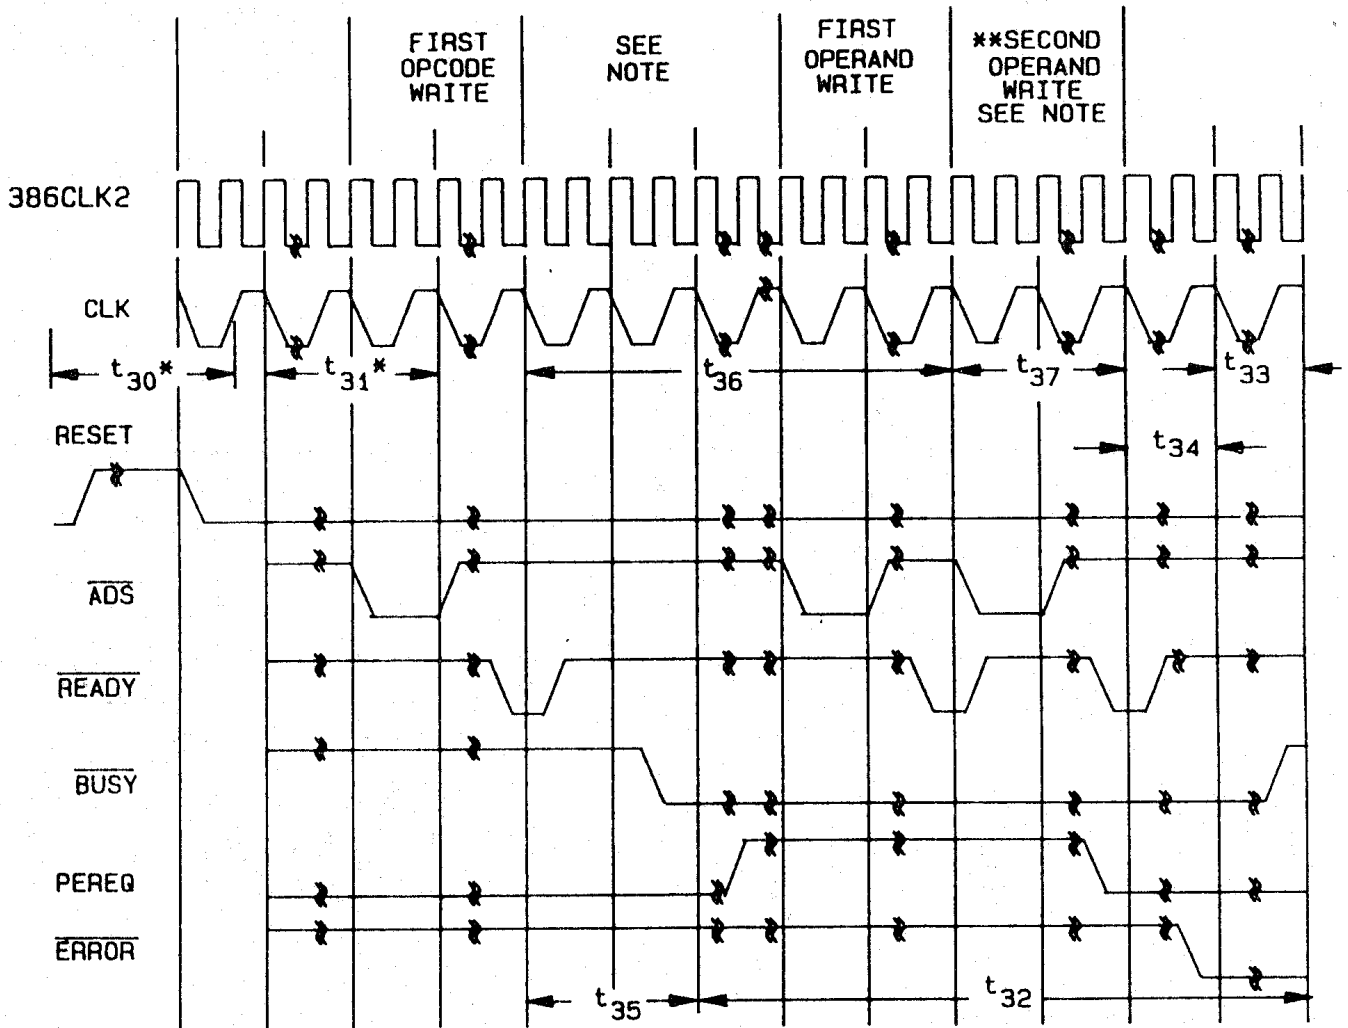 FIRST
OPCODE
WRITE
SEE
NOTE
FIRST
OPERAND
WRITE
**SECOND
OPERAND
WRITE
SEE NOTE
386CLK2
CLK
t30*
t31*
t36
t37
t33
RESET
t34
ADS
READY
BUSY
PEREQ
ERROR
t35
t32